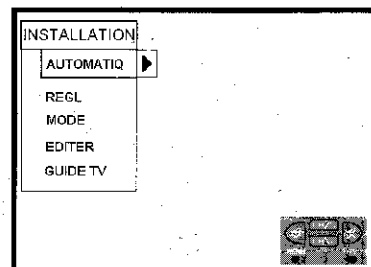 INSTALLATION
AUTOMATIQ
REGL
MODE
EDITER
GUIDE TV